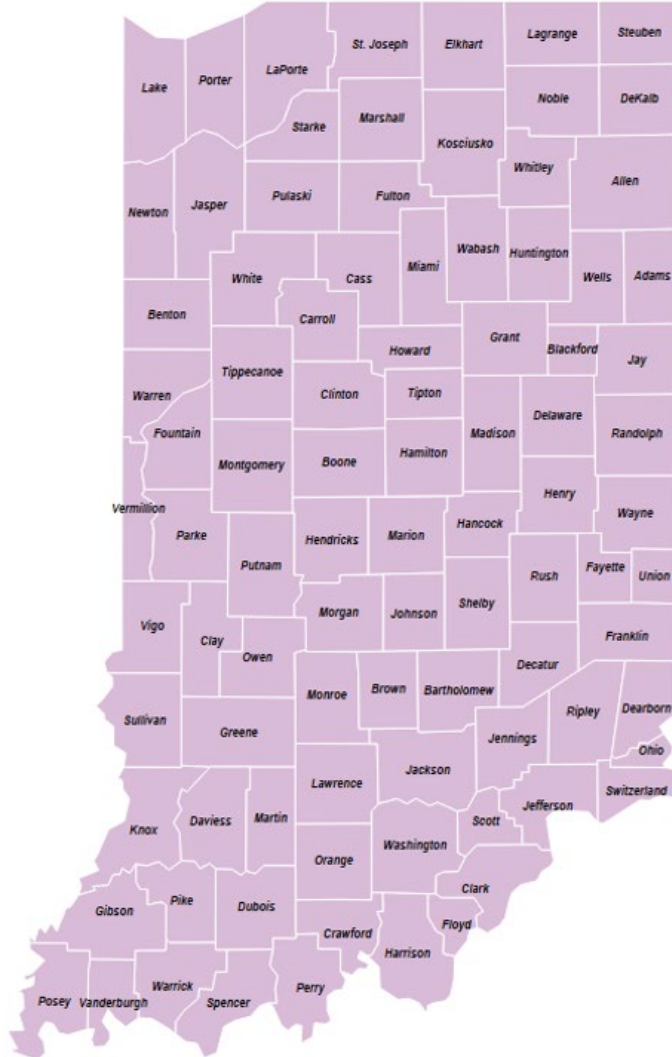 St. Joseph
Elkhart
Lagrange
Steuben
Lake
Porter
LaPorte
Noble
DeKalb
Starke
Marshall
Kosciusko
Whitley
Allen
Newton
Jasper
Pulaski
Fulton
Wabash
Huntington
White
Cass
Miami
Wells
Adams
Benton
Carroll
Grant
Blackford
Jay
Howard
Warren
Tippecanoe
Clinton
Tipton
Fountain
Madison
Delaware
Randolph
Montgomery
Boone
Hamilton
Henry
Vermillion
Parke
Putnam
Hendricks
Marion
Hancock
Wayne
Rush
Fayette
Union
Vigo
Clay
Owen
Morgan
Johnson
Shelby
Franklin
Decatur
Sullivan
Greene
Monroe
Brown
Bartholomew
Jennings
Ripley
Dearborn
Ohio
Knox
Daviess
Martin
Lawrence
Jackson
Scott
Jefferson
Switzerland
Orange
Washington
Clark
Gibson
Pike
Dubois
Crawford
Floyd
Harrison
Posey
Vanderburgh
Warrick
Spencer
Perry